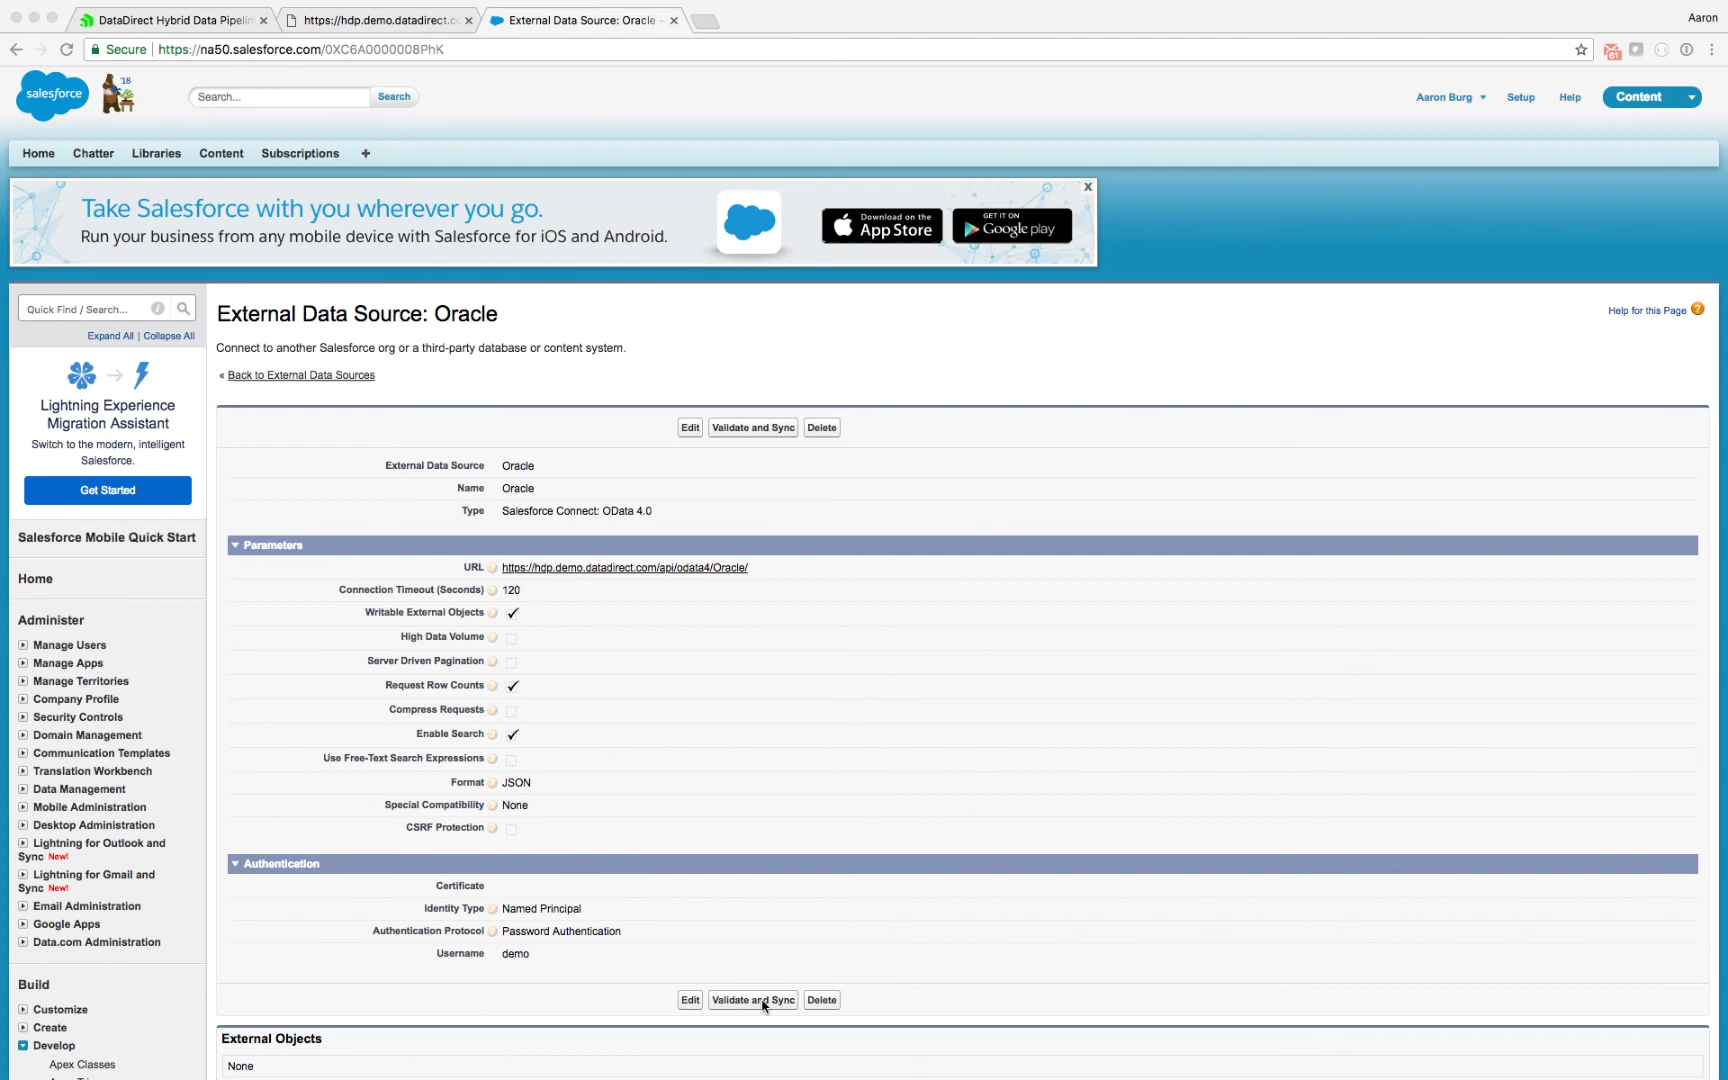 DataDirect Hybrid Data Pipelin
https://hdp.demo.datadirect.co
External Data Source: Oracle -
Aaron
Secure
https://na50.salesforce.com/0XC6A0000008PhK
61
salesforce
'18
Search...
Search
Aaron Burg
Setup
Help
Content
Home
Chatter
Libraries
Content
Subscriptions
+
Take Salesforce with you wherever you go.
Run your business from any mobile device with Salesforce for iOS and Android.
Download on the
App Store
GET IT ON
Google play
X
Quick Find / Search...
Expand All | Collapse All
Lightning Experience
Migration Assistant
Switch to the modern, intelligent
Salesforce.
Get Started
Salesforce Mobile Quick Start
Home
Administer
Manage Users
Manage Apps
Manage Territories
Company Profile
Security Controls
Domain Management
Communication Templates
Translation Workbench
Data Management
Mobile Administration
Desktop Administration
Lightning for Outlook and
Sync New!
Lightning for Gmail and
Sync New!
Email Administration
Google Apps
Data.com Administration
Build
Customize
Create
Develop
Apex Classes
External Data Source: Oracle
Help for this Page ?
Connect to another Salesforce org or a third-party database or content system.
« Back to External Data Sources
Edit Validate and Sync Delete
External Data Source Oracle
Name Oracle
Type Salesforce Connect: OData 4.0
Parameters
URL https://hdp.demo.datadirect.com/api/odata4/Oracle/
Connection Timeout (Seconds) 120
Writable External Objects
High Data Volume
Server Driven Pagination
Request Row Counts
Compress Requests
Enable Search
Use Free-Text Search Expressions
Format JSON
Special Compatibility None
CSRF Protection
Authentication
Certificate
Identity Type Named Principal
Authentication Protocol Password Authentication
Username demo
Edit Validate and Sync Delete
External Objects
None